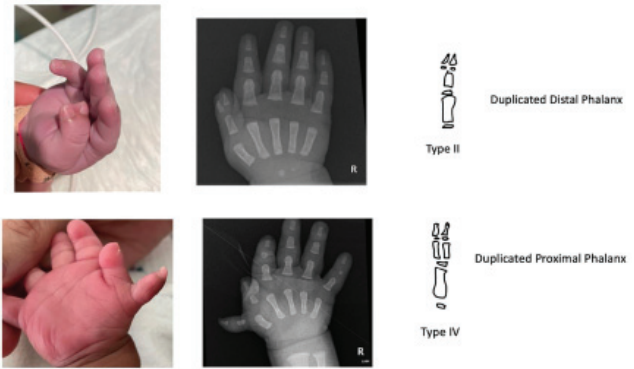 R
Duplicated Distal Phalanx
Type II
R
Duplicated Proximal Phalanx
Type IV